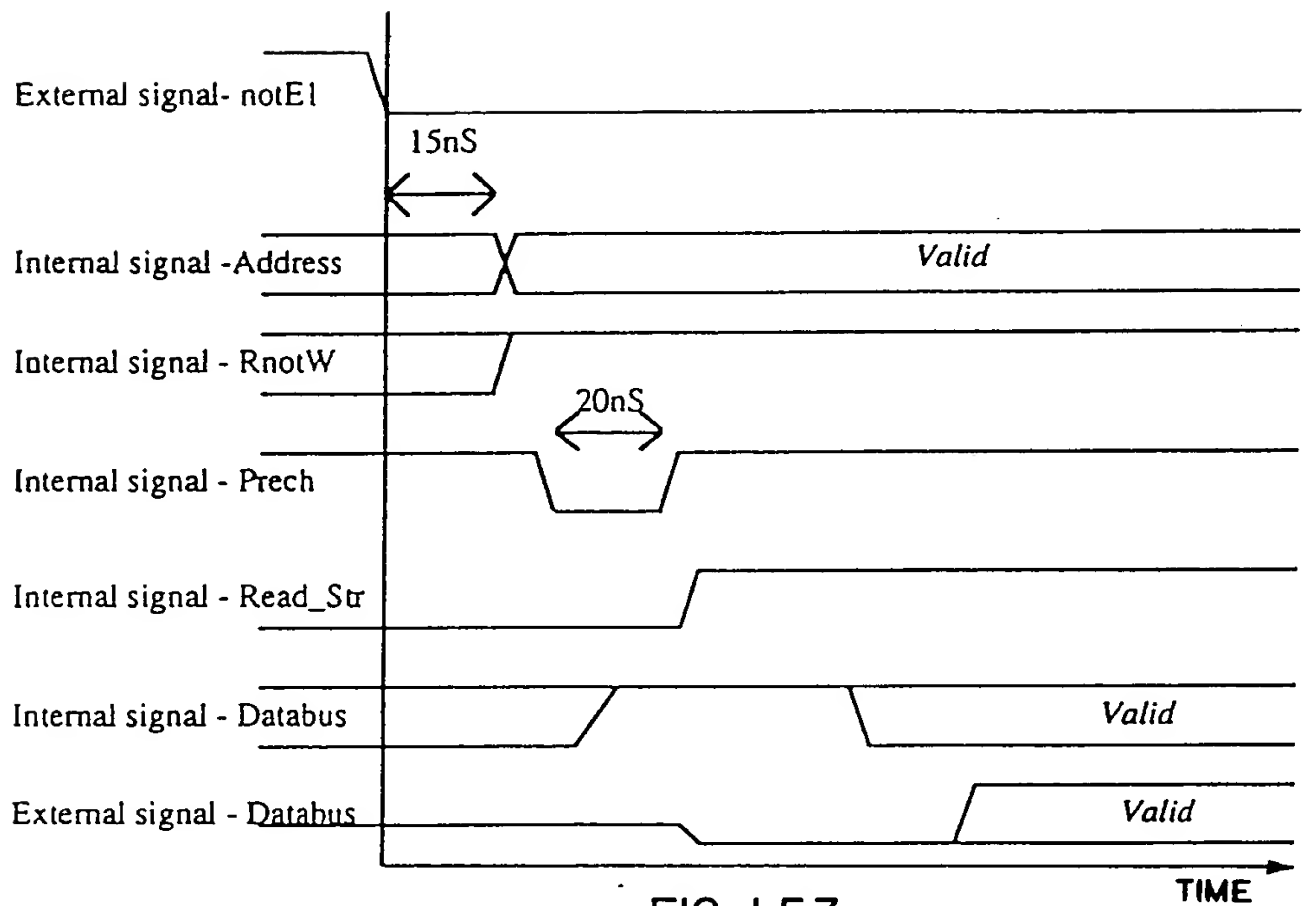 External signal- notE1
15nS
Internal signal -Address
Valid
Internal signal - RnotW
20nS
Internal signal - Prech
Internal signal - Read_Str
Internal signal - Databus
Valid
External signal - Databus
Valid
TIME